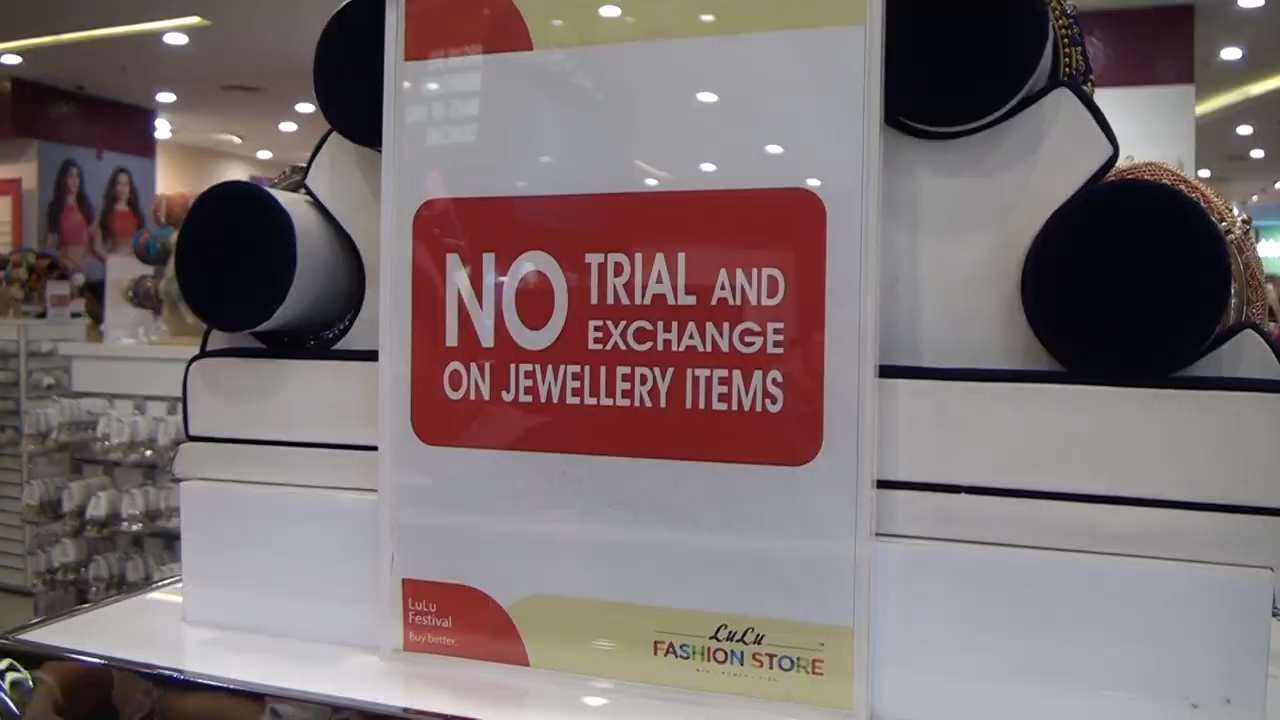 NO TRIAL AND
EXCHANGE
ON JEWELLERY ITEMS
LuLu
Festival
Buy better.
LuLu
FASHION STORE